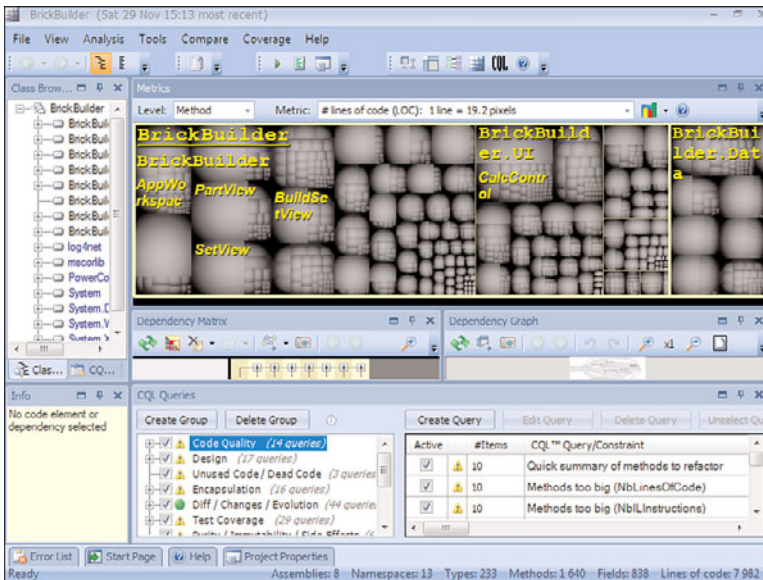 BrickBuilder (Sat 29 Nov 15:13 most recent)
File View Analysis Tools Compare Coverage Help
CQL
Class Brow...
Metrics
Level: Method Metric: # lines of code (LOC): 1 line = 19.2 pixels
BrickBuilder
BrickBuil
BrickBuil
BrickBuil
BrickBuil
BrickBuil
BrickBuil
BrickBuil
log4net
mscorlib
PowerCo
System
System.D
System.W
System.X
BrickBuilder
BrickBuilder
AppWo
rkspac
PartView
SetView
BuildSe
tView
BrickBuild
er.UI
CalcContr
ol
BrickBui
lder.Dat
a
Clas... CQ...
Dependency Matrix
Dependency Graph
x1
Info
No code element or
dependency selected
CQL Queries
Create Group Delete Group
Code Quality (14 queries)
Design (17 queries)
Unused Code / Dead Code (3 queries
Encapsulation (16 queries)
Diff / Changes / Evolution (44 querie
Test Coverage (29 queries)
Purity / Immutability / Side Effects
Create Query Edit Query Delete Query Unselect Qu
Active #Items CQL™ Query/Constraint
10 Quick summary of methods to refactor
10 Methods too big (NbLinesOfCode)
10 Methods too big (NbILInstructions)
Error List Start Page Help Project Properties
Ready Assemblies: 8 Namespaces: 13 Types: 233 Methods: 1 640 Fields: 838 Lines of code: 7 982